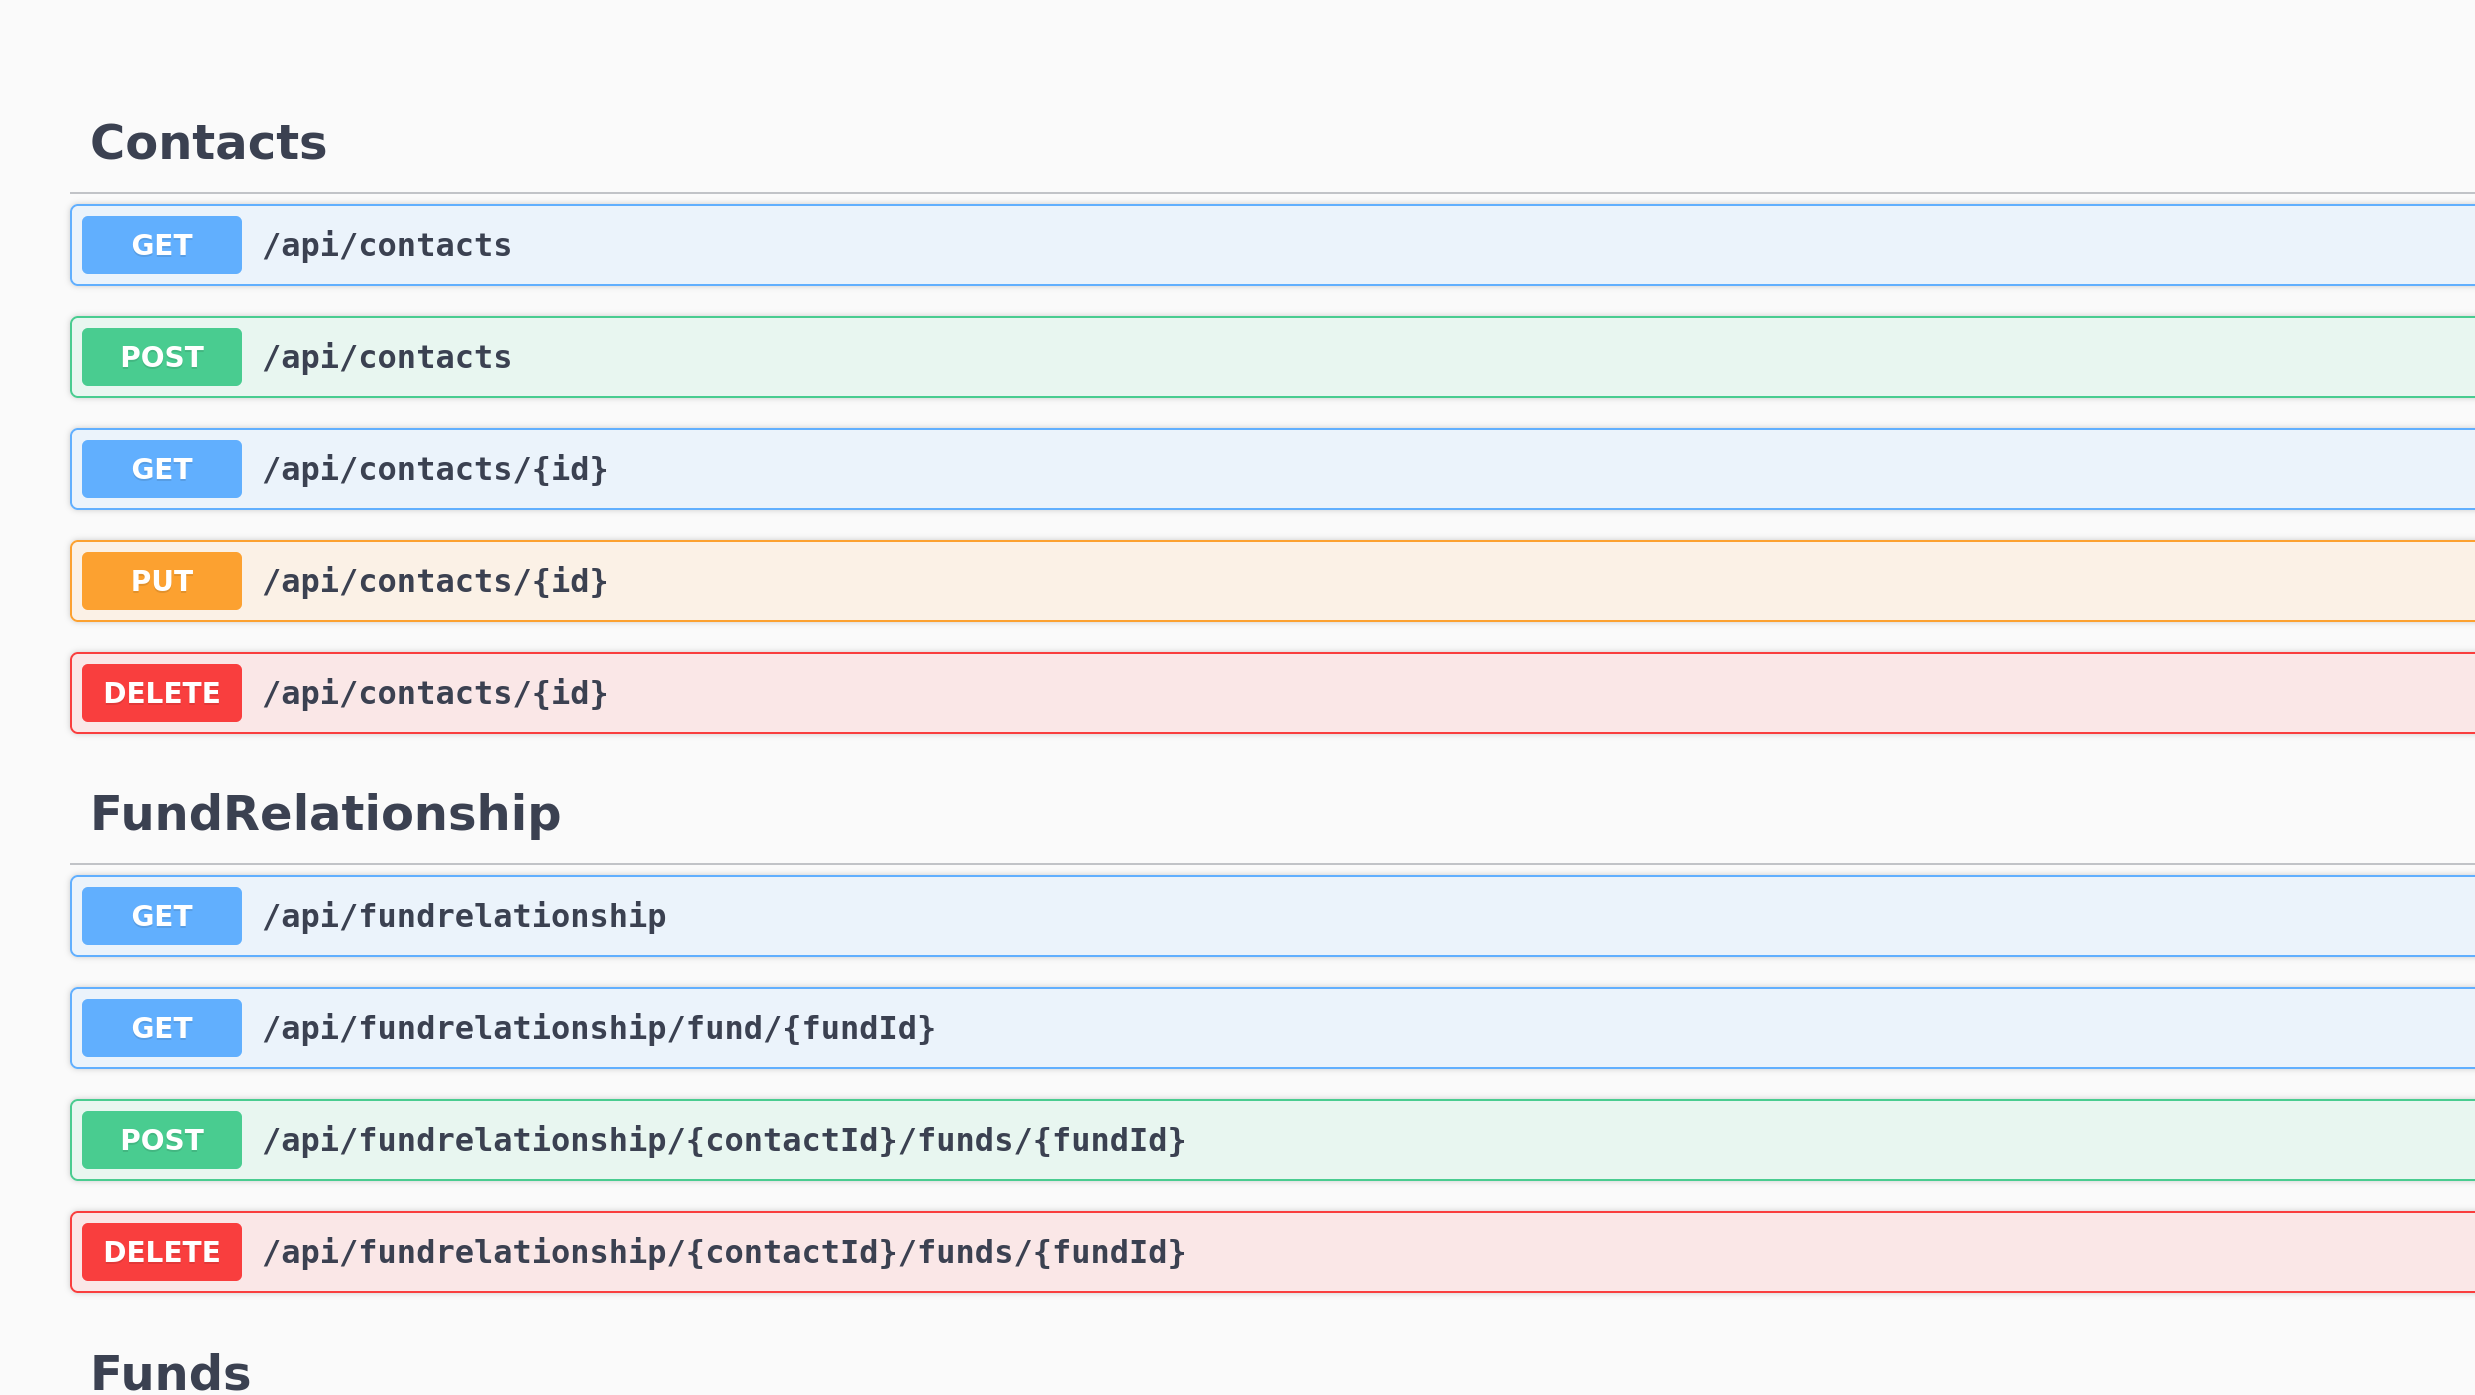 Contacts
GET /api/contacts
POST /api/contacts
GET /api/contacts/{id}
PUT /api/contacts/{id}
DELETE /api/contacts/{id}
FundRelationship
GET /api/fundrelationship
GET /api/fundrelationship/fund/{fundId}
POST /api/fundrelationship/{contactId}/funds/{fundId}
DELETE /api/fundrelationship/{contactId}/funds/{fundId}
Funds